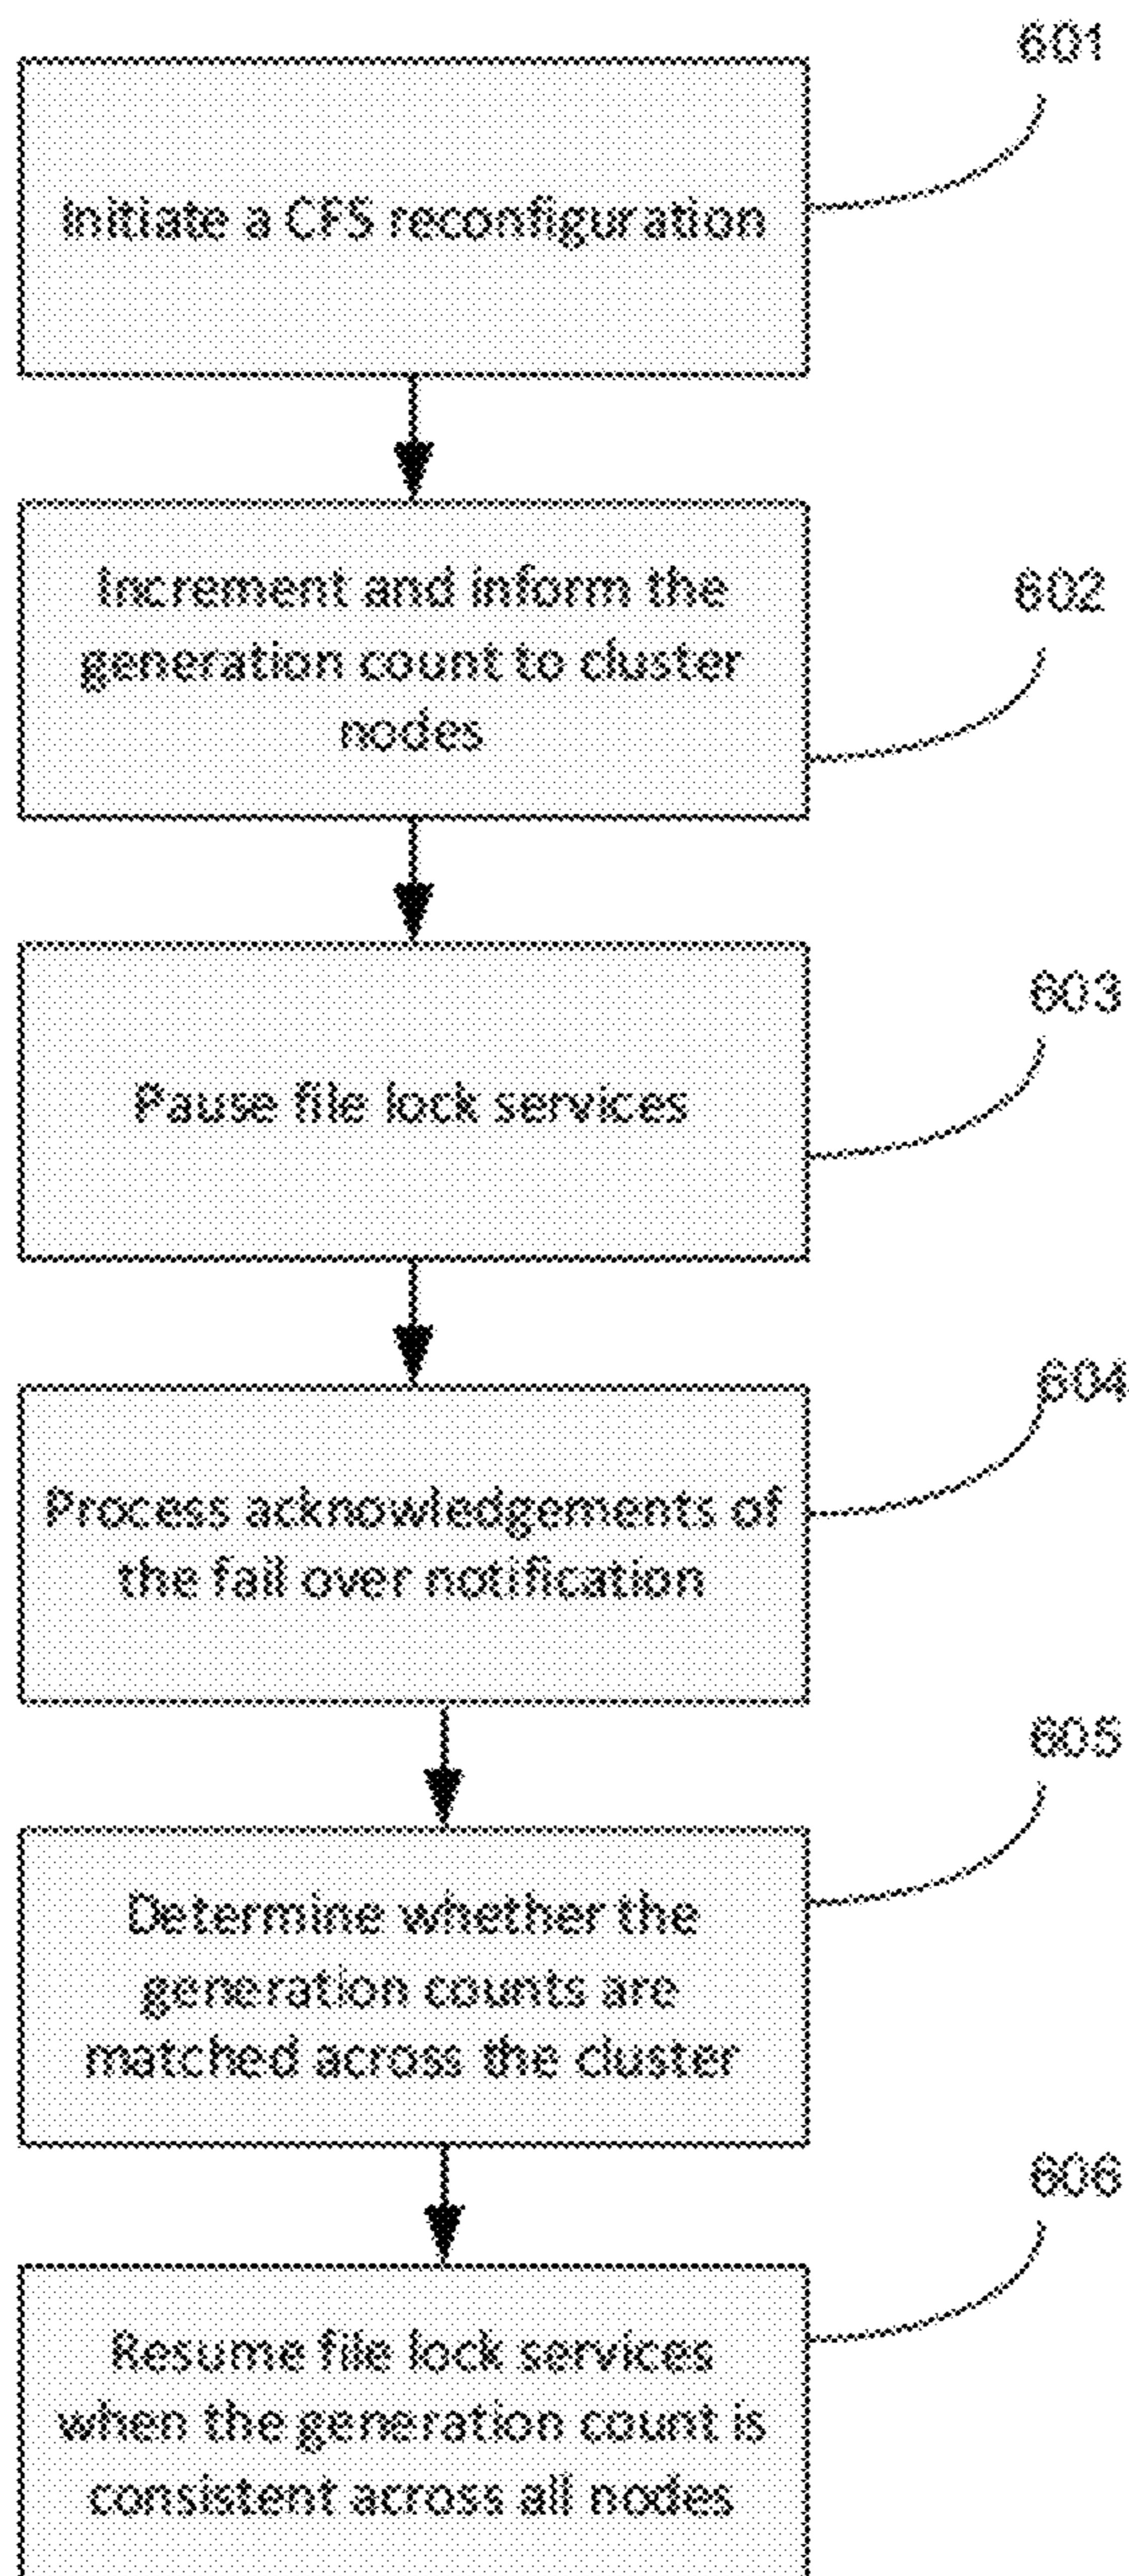 601
Initiate a CFS reconfiguration
602
Increment and inform the
generation count to cluster
nodes
603
Pause file lock services
604
Process acknowledgements of
the fail over notification
605
Determine whether the
generation counts are
matched across the cluster
606
Resume file lock services
when the generation count is
consistent across all nodes